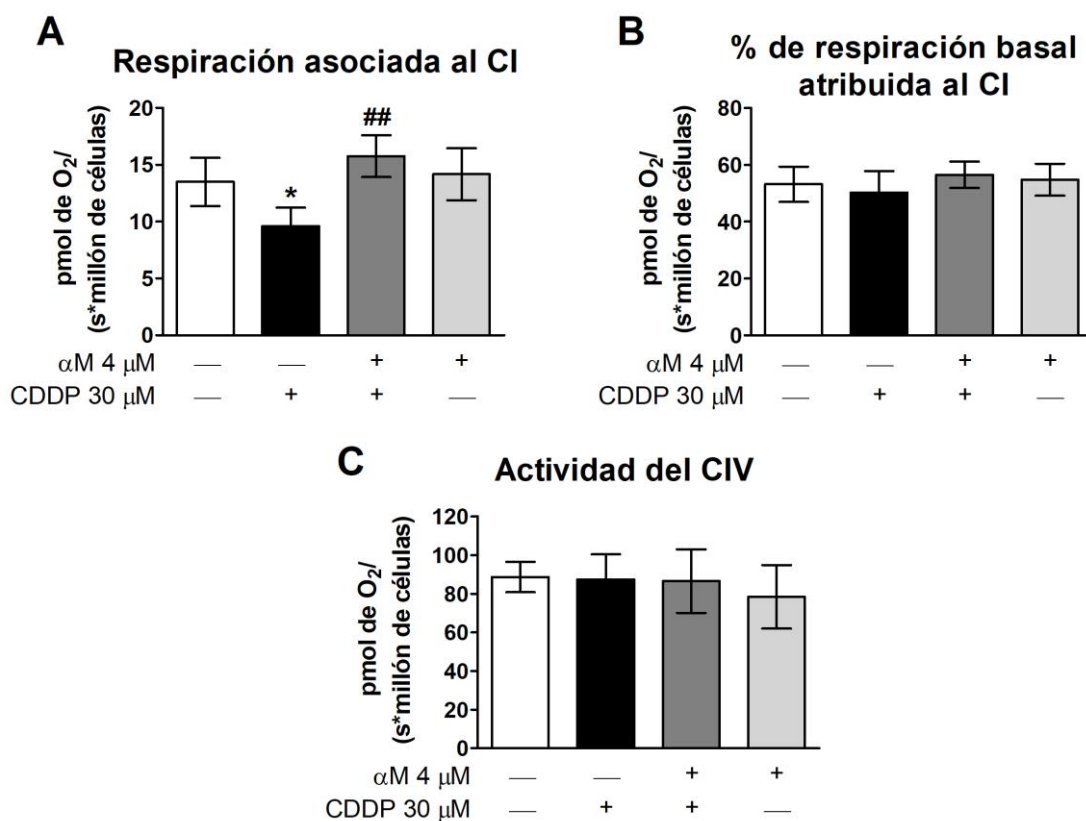 A
Respiración asociada al CI
pmol de O2/
(s*millón de células)
20
15
10
5
0
*
##
αM 4 μM — — + +
CDDP 30 μM — + + —
B
% de respiración basal
atribuida al CI
pmol de O2/
(s*millón de células)
80
60
40
20
0
αM 4 μM — — + +
CDDP 30 μM — + + —
C
Actividad del CIV
pmol de O2/
(s*millón de células)
120
100
80
60
40
20
0
αM 4 μM — — + +
CDDP 30 μM — + + —